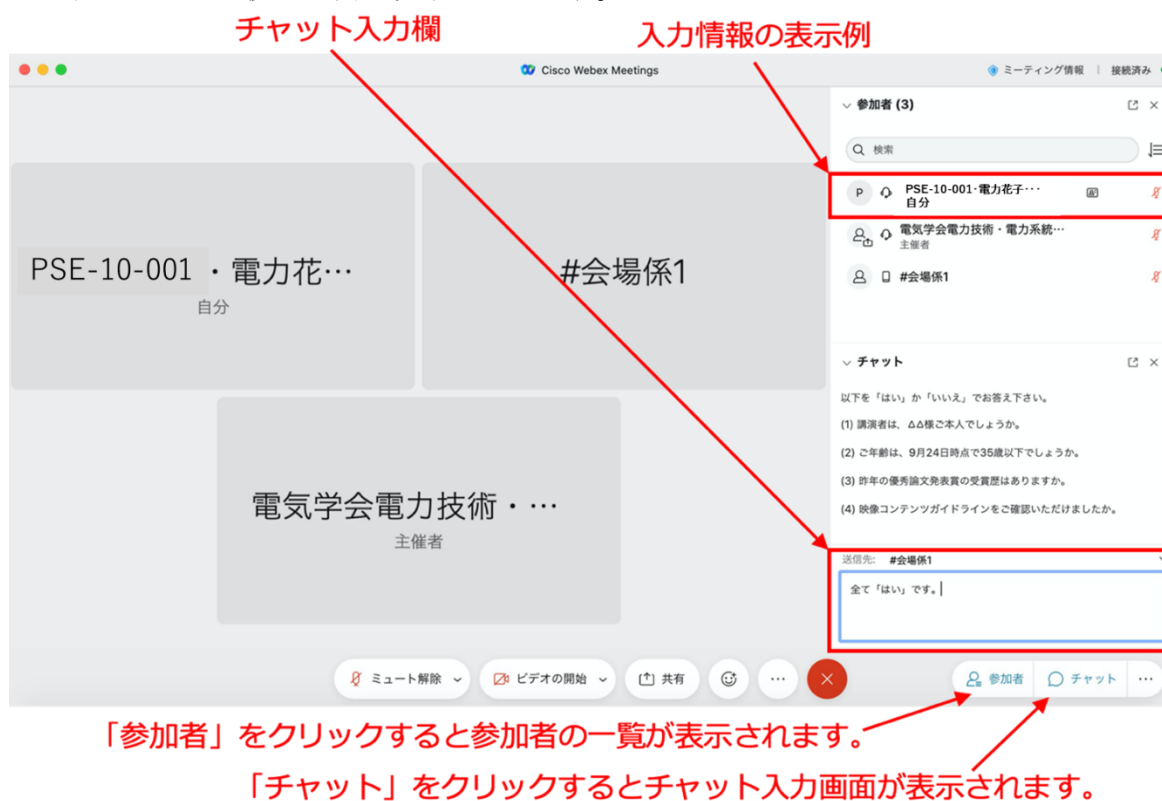 チャット入力欄
入力情報の表示例
Cisco Webex Meetings
ミーティング情報
接続済み
参加者 (3)
検索
P
PSE-10-001･電力花子･･･
自分
電気学会電力技術・電力系統…
主催者
#会場係1
PSE-10-001 ・電力花…
自分
#会場係1
電気学会電力技術・…
主催者
チャット
以下を「はい」か「いいえ」でお答え下さい。
(1) 講演者は、ΔΔ様ご本人でしょうか。
(2) ご年齢は、9月24日時点で35歳以下でしょうか。
(3) 昨年の優秀論文発表賞の受賞歴はありますか。
(4) 映像コンテンツガイドラインをご確認いただけましたか。
送信先: #会場係1
全て「はい」です。
ミュート解除
ビデオの開始
共有
参加者
チャット
「参加者」をクリックすると参加者の一覧が表示されます。
「チャット」をクリックするとチャット入力画面が表示されます。